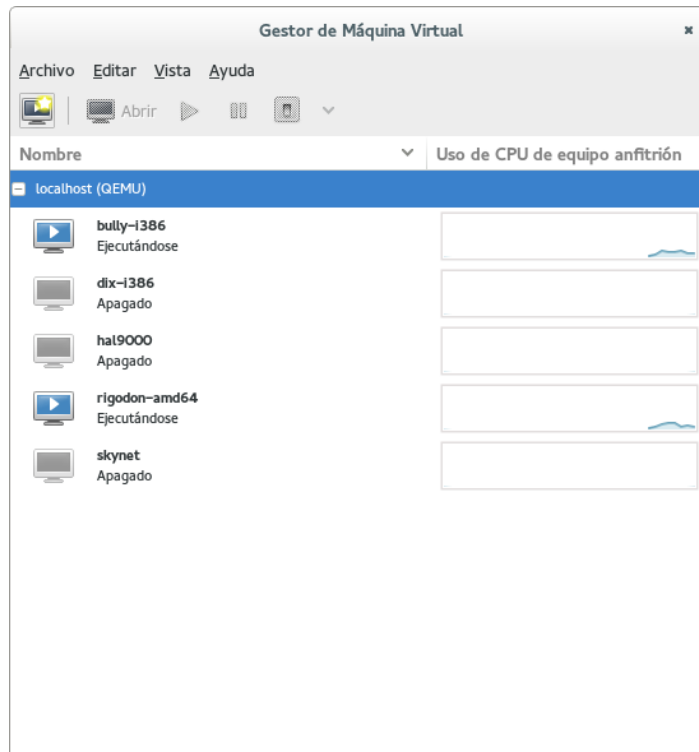 Gestor de Máquina Virtual
Archivo Editar Vista Ayuda
Abrir
Nombre Uso de CPU de equipo anfitrión
localhost (QEMU)
bully-i386
Ejecutándose
dix-i386
Apagado
hal9000
Apagado
rigodon-amd64
Ejecutándose
skynet
Apagado